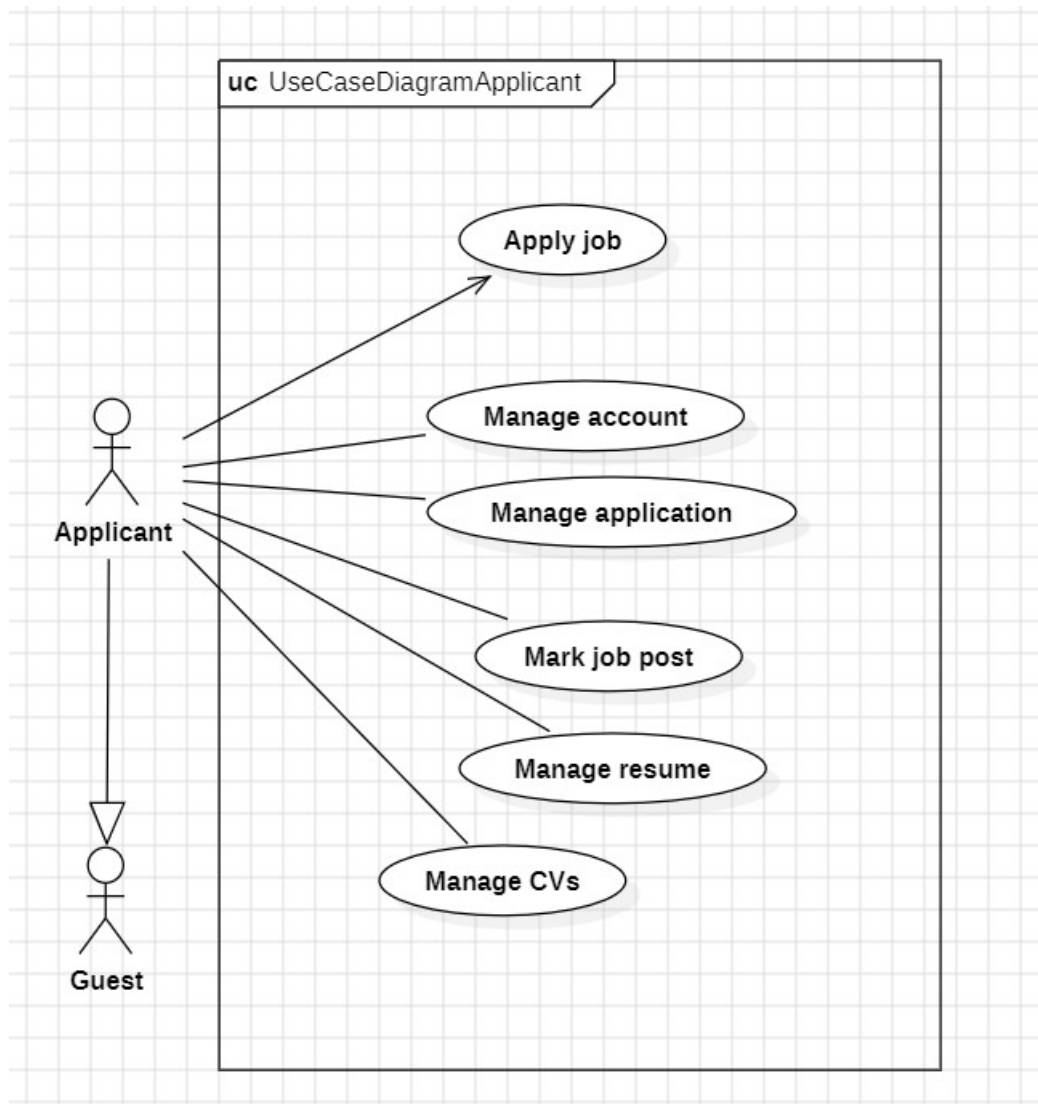 uc UseCaseDiagramApplicant
Apply job
Manage account
Manage application
Applicant
Mark job post
Manage resume
Manage CVs
Guest